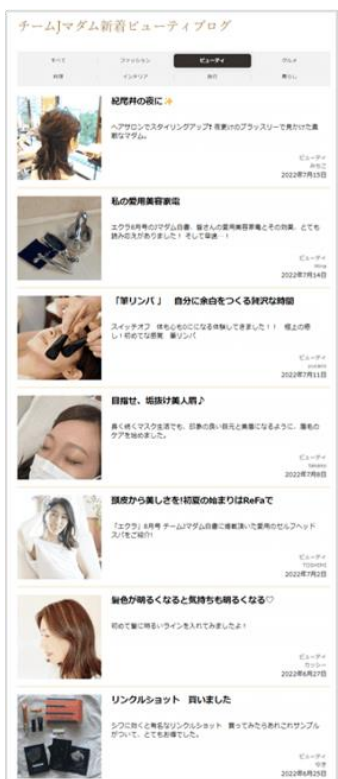 チームJマダム新着ビューティブログ
すべて
ファッション
ビューティ
グルメ
料理
インテリア
旅行
暮らし
紀尾井の夜に✨
ヘアサロンでスタイリングアップ⤴夜更けのブラッスリーで見かけた素
敵なマダム。
ビューティ
みちこ
2022年7月15日
私の愛用美容家電
エクラ8月号のJマダム白書、皆さんの愛用美容家電とその効果、とても
読みごたえがありました！そして早速…！
ビューティ
2022年7月14日
「筆リンパ」 自分に余白をつくる贅沢な時間
スイッチオフ 体も心も0になる体験してきました！！ 極上の癒
し！初めてな感覚 筆リンパ
ビューティ
2022年7月11日
目指せ、垢抜け美人眉♪
長く続くマスク生活でも、印象の良い目元と素眉になるように、眉毛の
ケアを始めました。
ビューティ
2022年7月8日
頭皮から美しさを!初夏の始まりはReFaで
「エクラ」8月号 チームJマダム白書に掲載頂いた愛用のセルフヘッド
スパをご紹介!
ビューティ
YOSHIMI
2022年7月2日
髪色が明るくなると気持ちも明るくなる♡
初めて髪に明るいラインを入れてみましたよ！
ビューティ
カッシー
2022年6月27日
リンクルショット 買いました
シワに効くと有名なリンクルショット 買ってみたらあれこれサンプル
がついて、とてもお得でした。
ビューティ
2022年6月25日